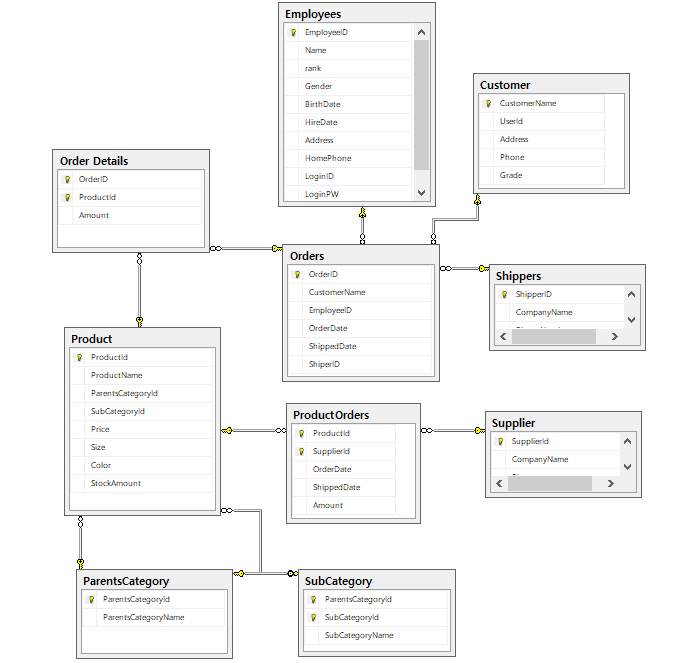 Employees
EmployeeID
Name
rank
Gender
BirthDate
HireDate
Address
HomePhone
LoginID
LoginPW
Customer
CustomerName
UserId
Address
Phone
Grade
Order Details
OrderID
ProductId
Amount
Orders
OrderID
CustomerName
EmployeeID
OrderDate
ShippedDate
ShiperID
Shippers
ShipperID
CompanyName
Product
ProductId
ProductName
ParentsCategoryId
SubCategoryId
Price
Size
Color
StockAmount
ProductOrders
ProductId
SupplierId
OrderDate
ShippedDate
Amount
Supplier
SupplierId
CompanyName
ParentsCategory
ParentsCategoryId
ParentsCategoryName
SubCategory
ParentsCategoryId
SubCategoryId
SubCategoryName